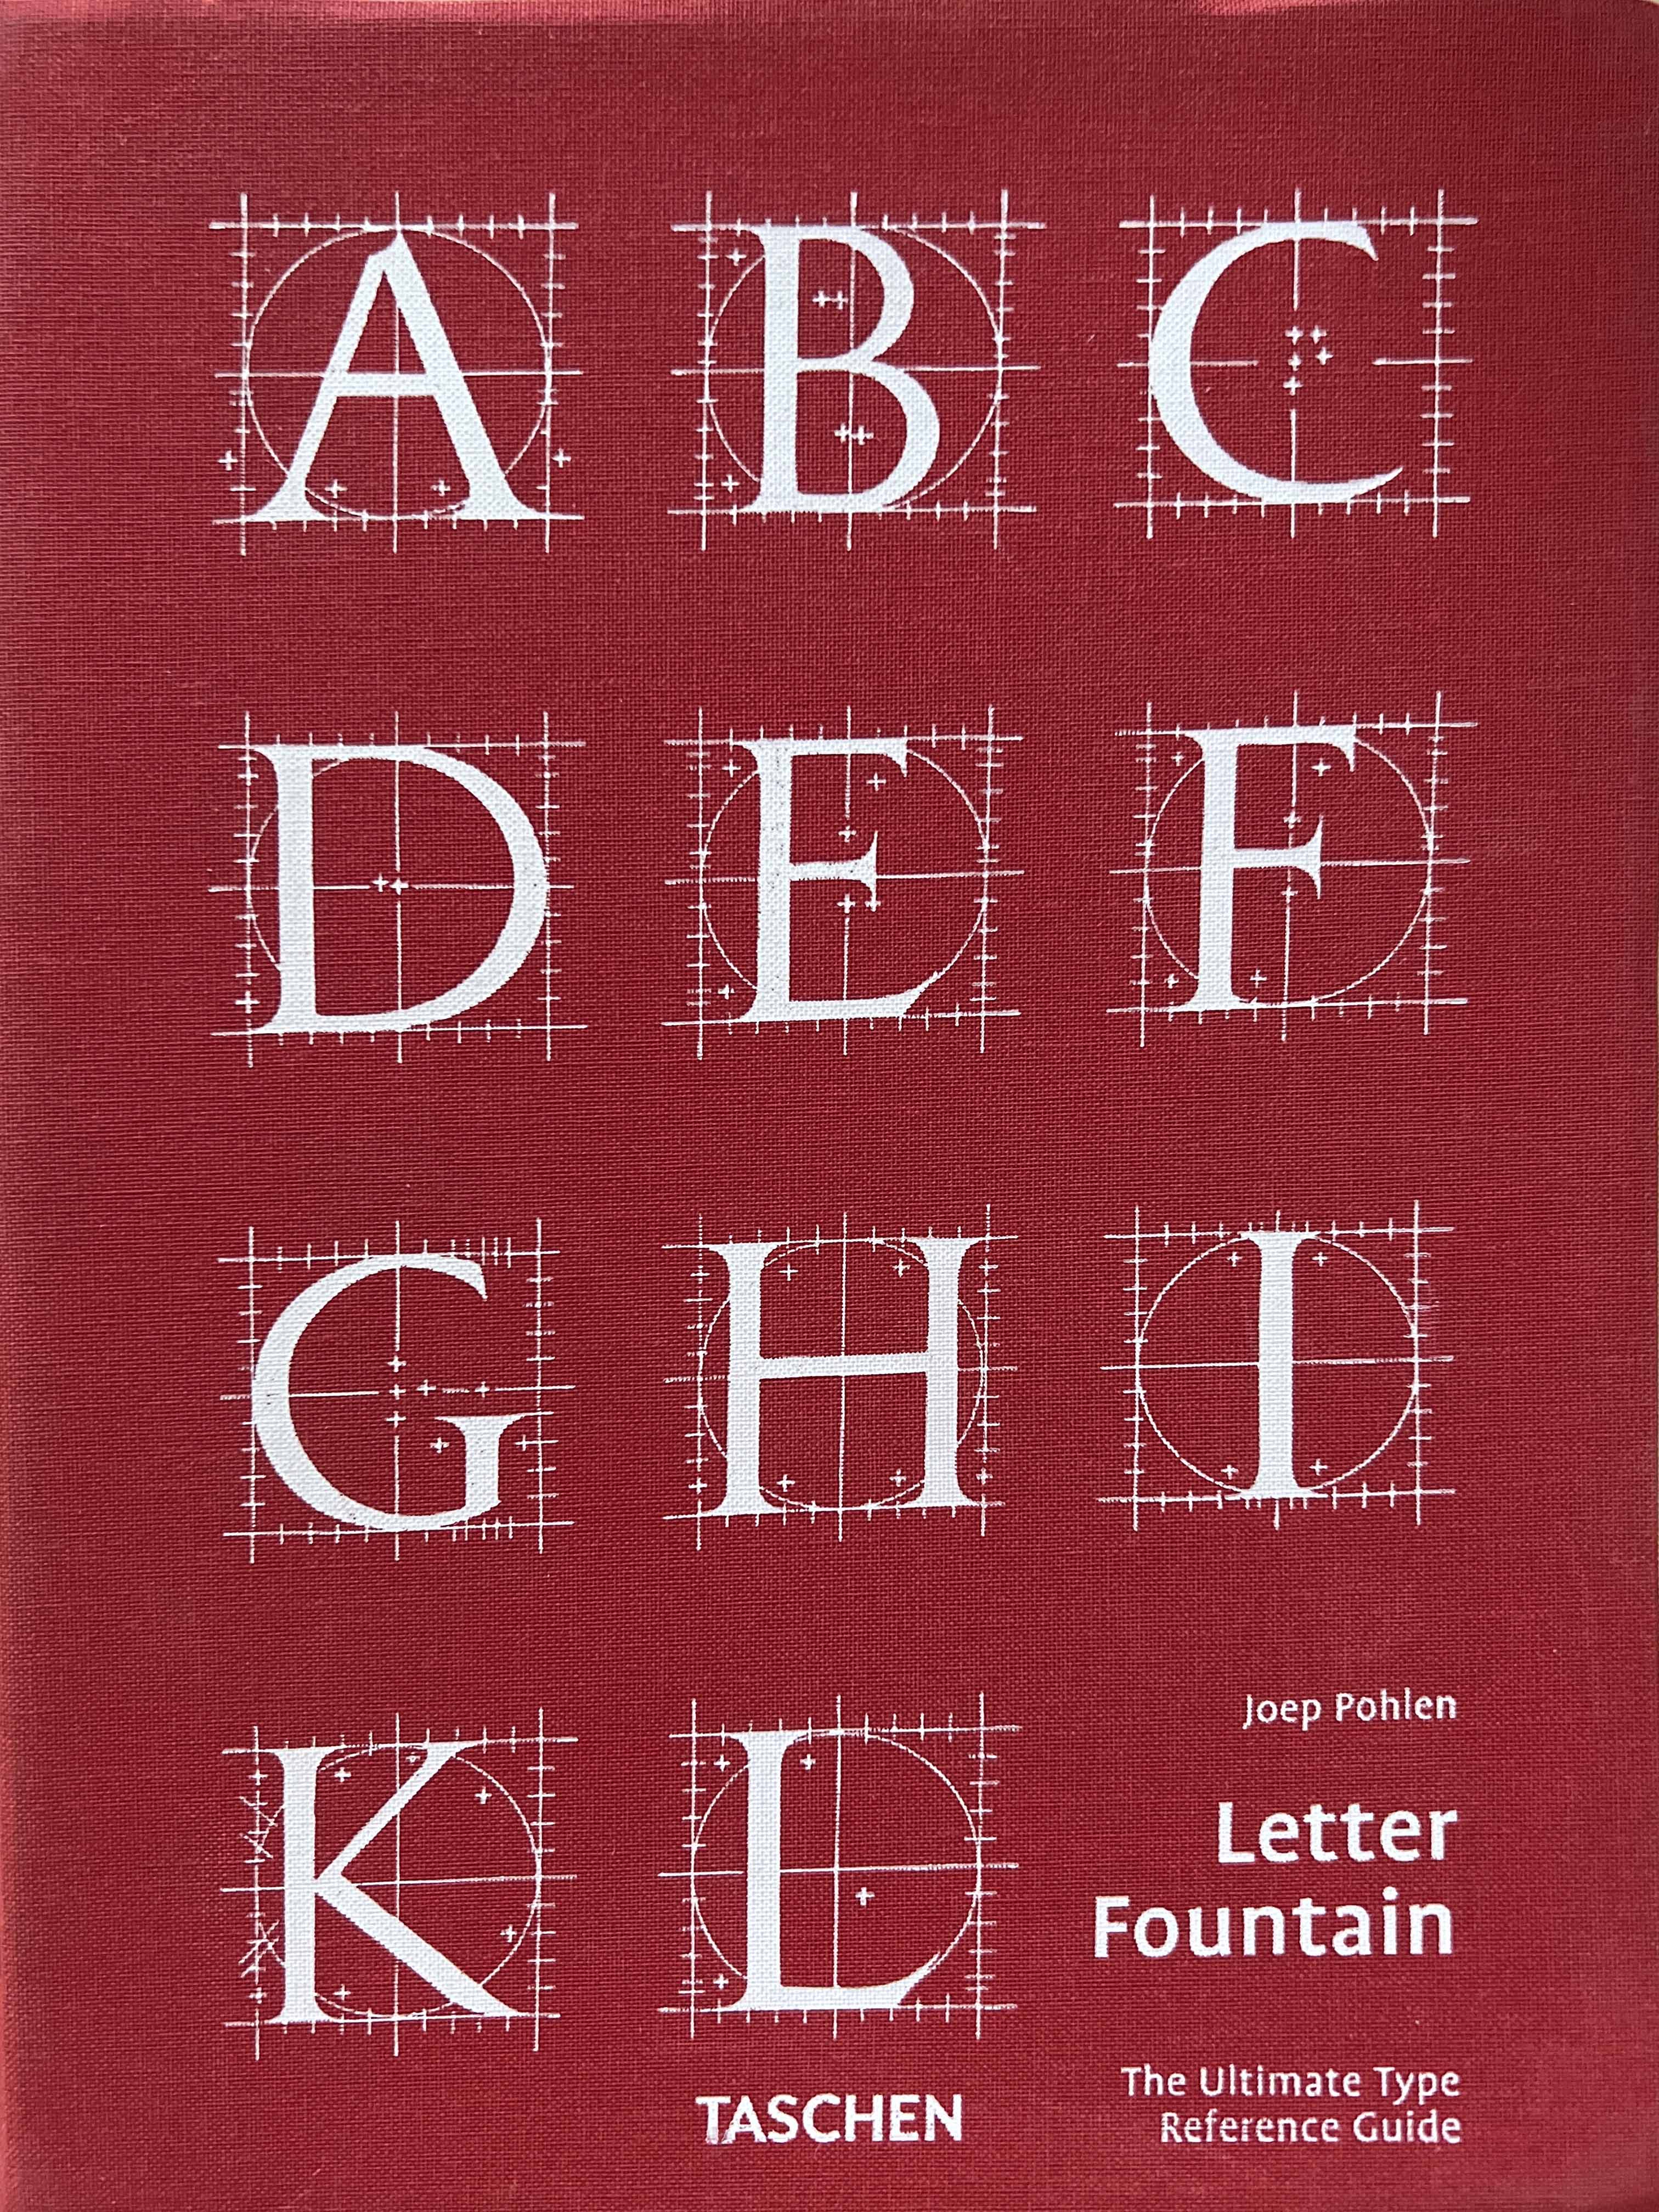 A B C
D E F
G H I
K L
Joep Pohlen
Letter
Fountain
The Ultimate Type
Reference Guide
TASCHEN